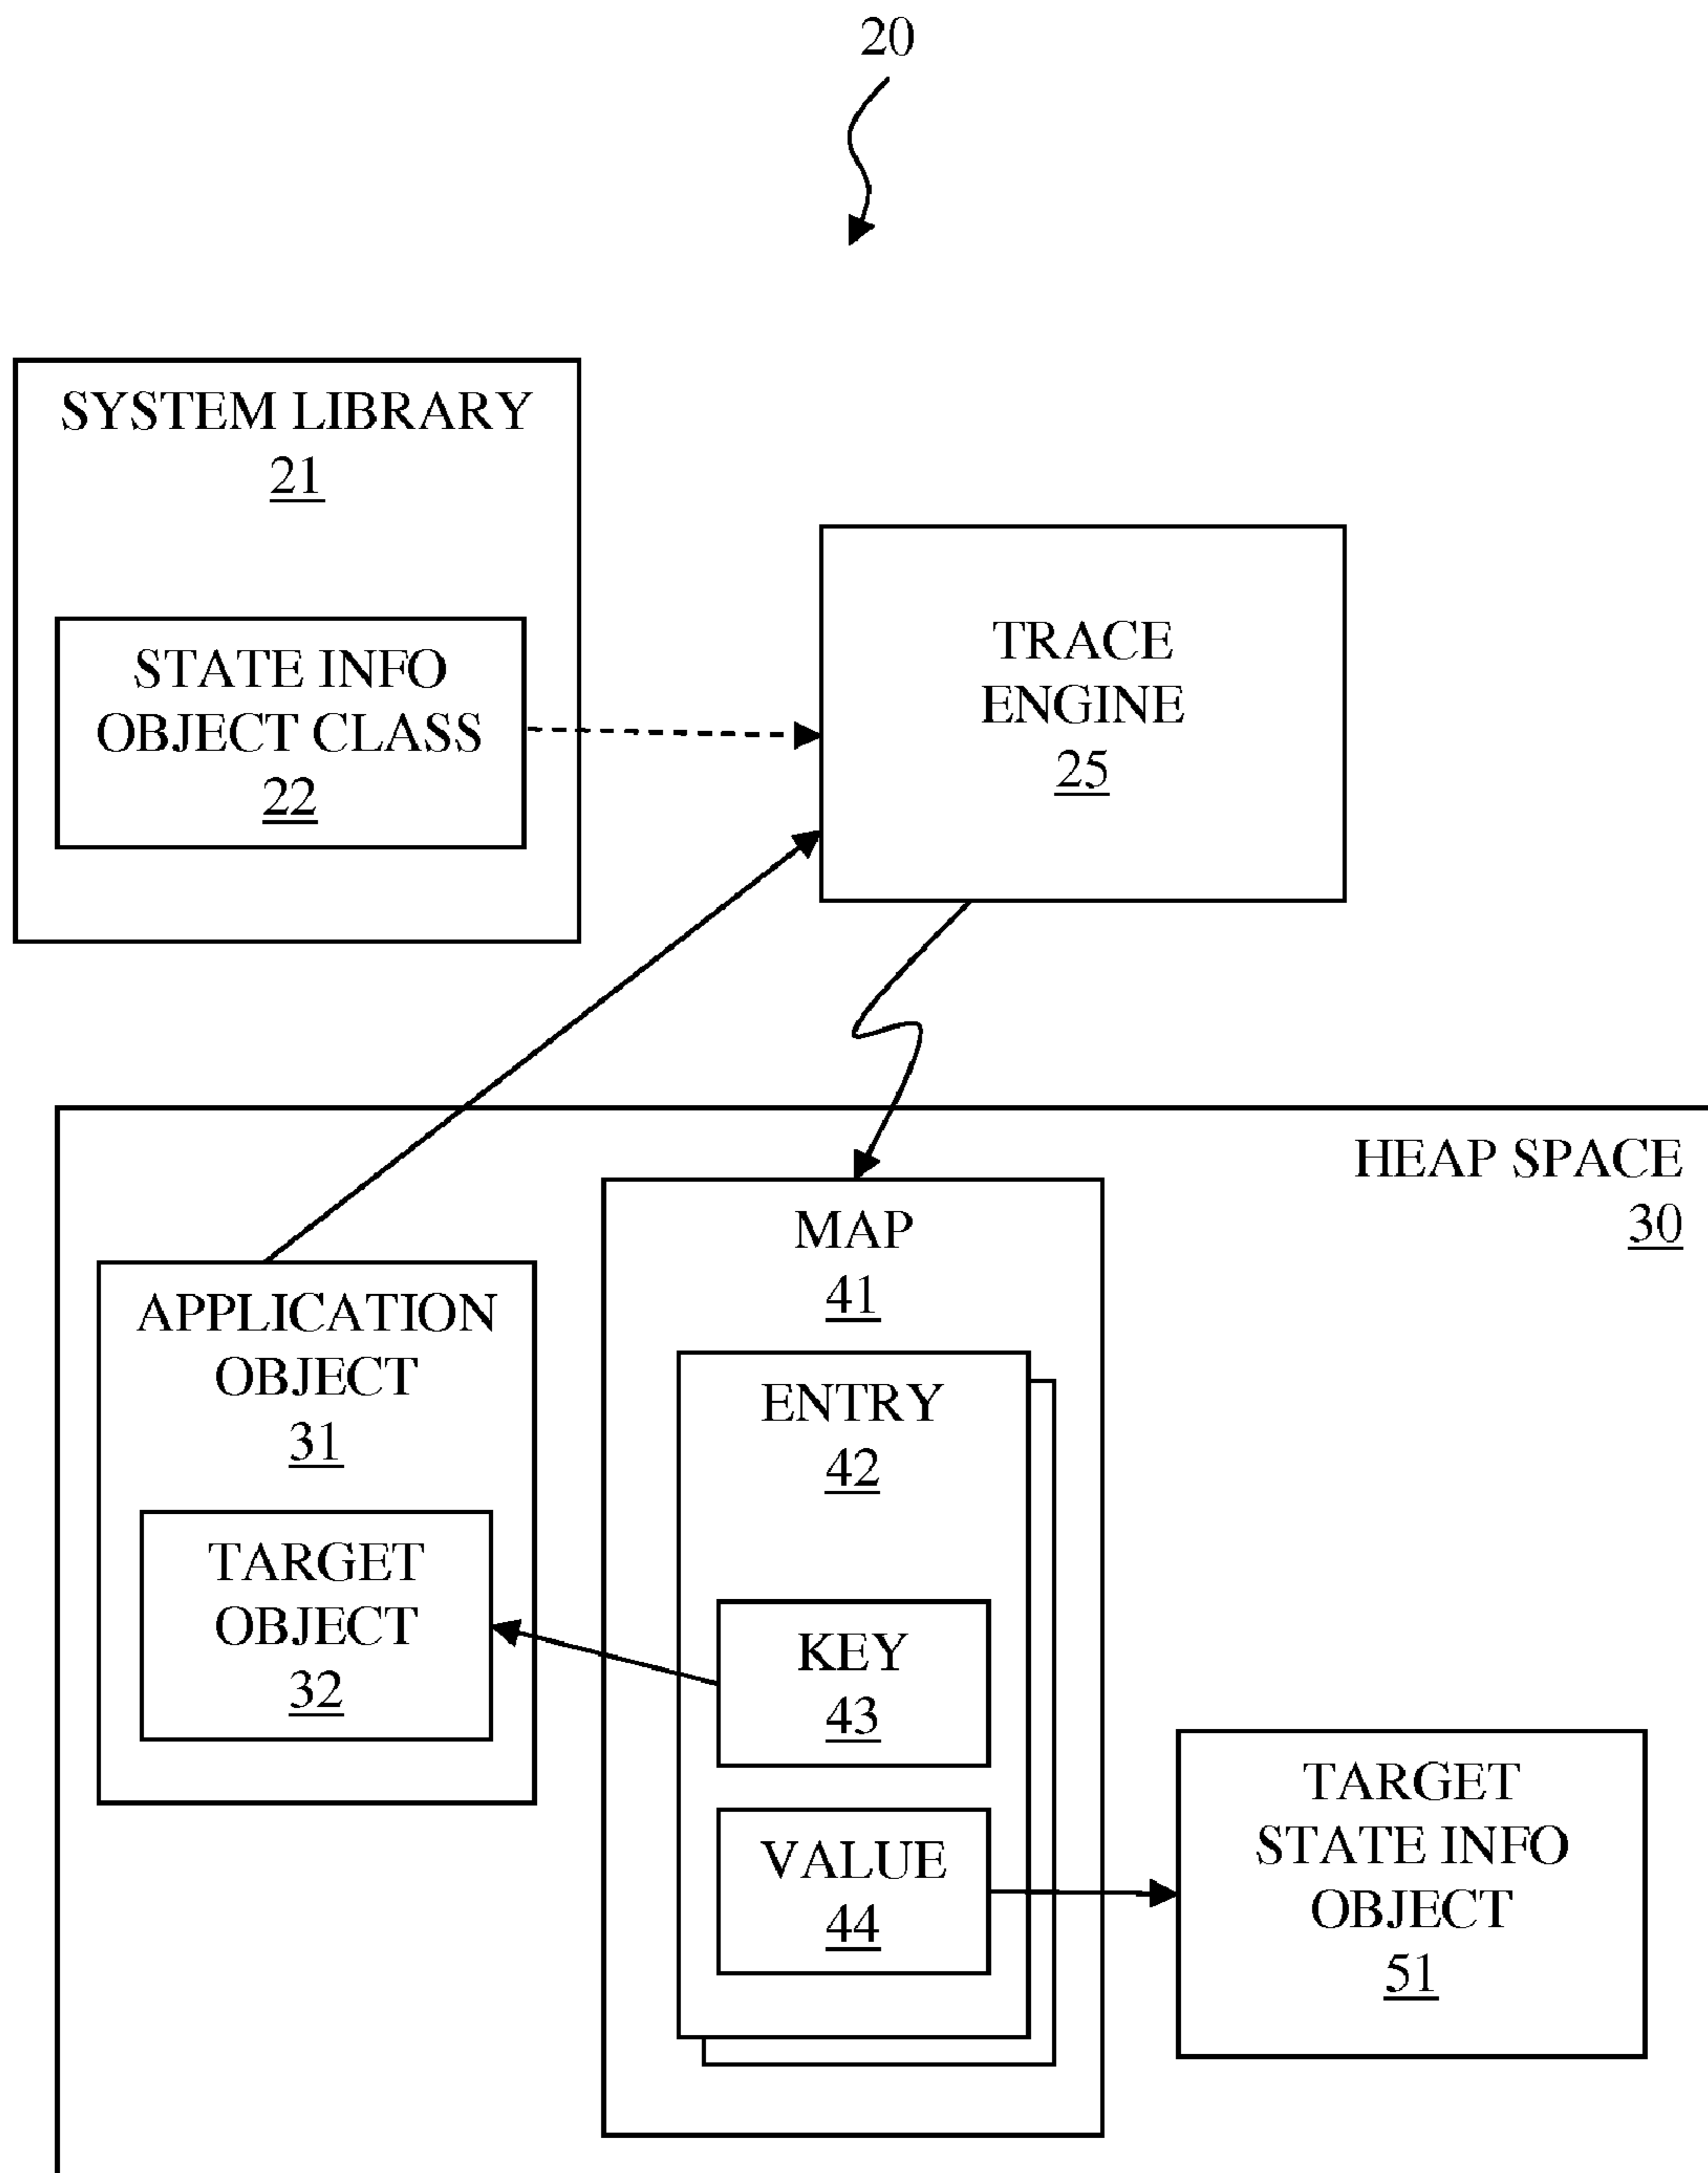 20
SYSTEM LIBRARY
21
STATE INFO
OBJECT CLASS
22
TRACE
ENGINE
25
HEAP SPACE
30
APPLICATION
OBJECT
31
TARGET
OBJECT
32
MAP
41
ENTRY
42
KEY
43
VALUE
44
TARGET
STATE INFO
OBJECT
51